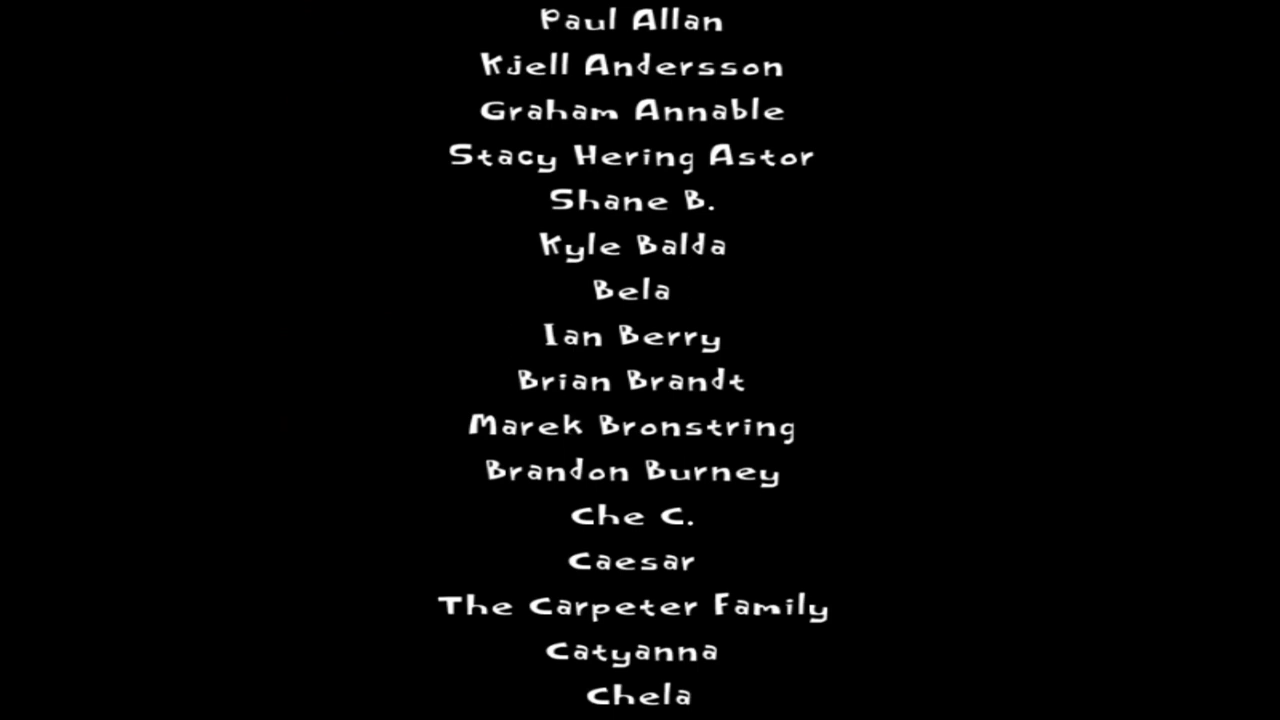 Paul Allan
Kjell Andersson
Graham Annable
Stacy Hering Astor
Shane B.
Kyle Balda
Bela
Ian Berry
Brian Brandt
Marek Bronstring
Brandon Burney
Che C.
Caesar
The Carpeter Family
Catyanna
Chela